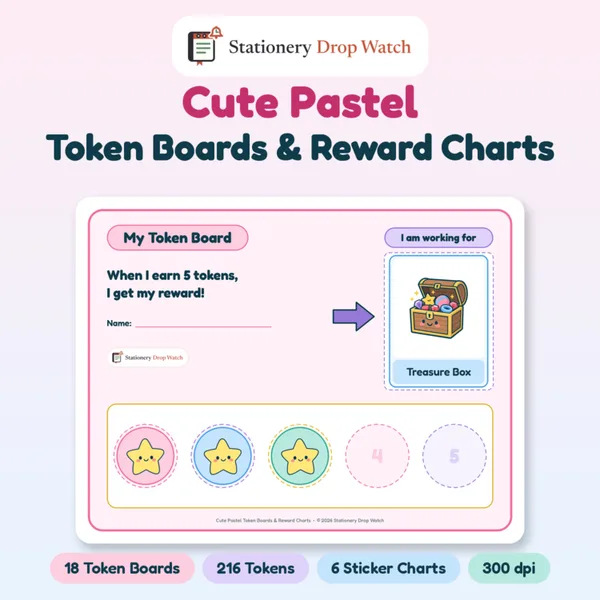 Stationery Drop Watch
Cute Pastel
Token Boards & Reward Charts
My Token Board
I am working for
When I earn 5 tokens,
I get my reward!
Name:
Stationery Drop Watch
Treasure Box
4
5
Cute Pastel Token Boards & Reward Charts - © 2026 Stationery Drop Watch
18 Token Boards
216 Tokens
6 Sticker Charts
300 dpi